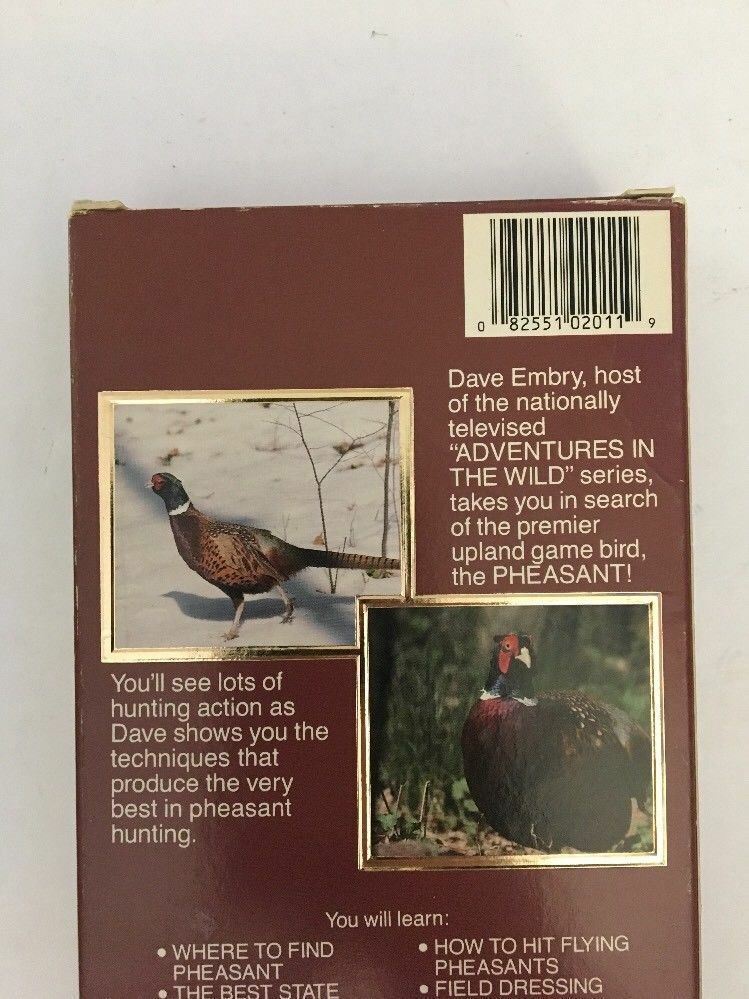 0 82551 02011 9
Dave Embry, host
of the nationally
televised
“ADVENTURES IN
THE WILD” series,
takes you in search
of the premier
upland game bird,
the PHEASANT!
You'll see lots of
hunting action as
Dave shows you the
techniques that
produce the very
best in pheasant
hunting.
You will learn:
• WHERE TO FIND
PHEASANT
• THE BEST STATE
• HOW TO HIT FLYING
PHEASANTS
• FIELD DRESSING